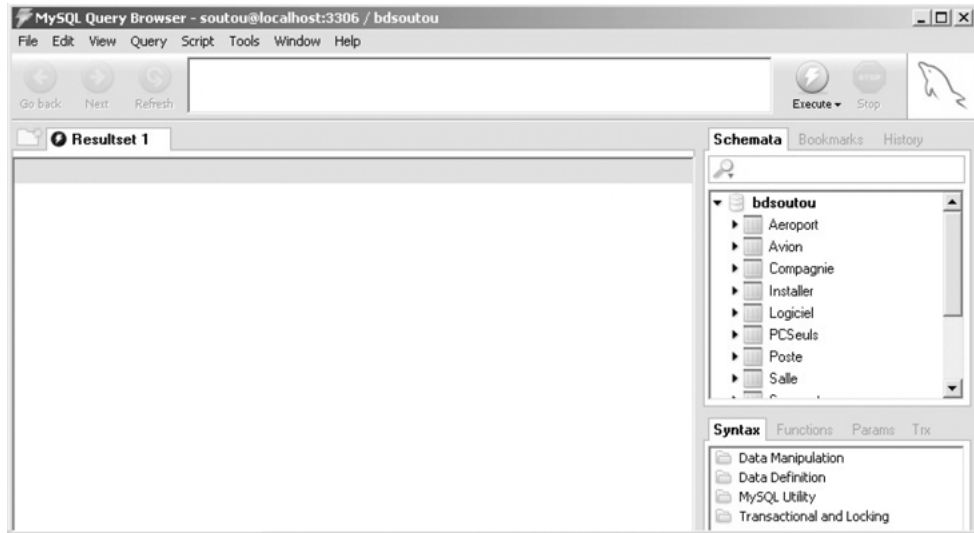 MySQL Query Browser - soutou@localhost:3306 / bdsoutou
File Edit View Query Script Tools Window Help
Go back Next Refresh Execute Stop
STOP
Resultset 1
Schemata Bookmarks History
bdsoutou
Aeroport
Avion
Compagnie
Installer
Logiciel
PCSeuls
Poste
Salle
Syntax Functions Params Trx
Data Manipulation
Data Definition
MySQL Utility
Transactional and Locking